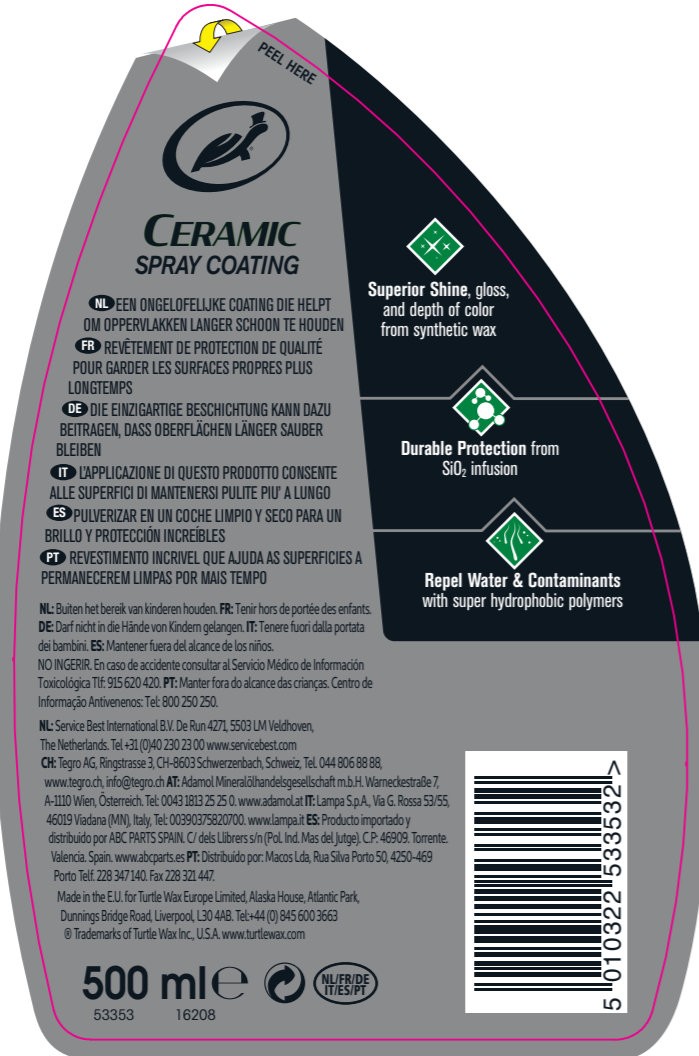 PEEL HERE
CERAMIC
SPRAY COATING
NL EEN ONGELOFELIJKE COATING DIE HELPT
OM OPPERVLAKKEN LANGER SCHOON TE HOUDEN
FR REVÊTEMENT DE PROTECTION DE QUALITÉ
POUR GARDER LES SURFACES PROPRES PLUS
LONGTEMPS
DE DIE EINZIGARTIGE BESCHICHTUNG KANN DAZU
BEITRAGEN, DASS OBERFLÄCHEN LÄNGER SAUBER
BLEIBEN
IT L'APPLICAZIONE DI QUESTO PRODOTTO CONSENTE
ALLE SUPERFICI DI MANTENERSI PULITE PIU' A LUNGO
ES PULVERIZAR EN UN COCHE LIMPIO Y SECO PARA UN
BRILLO Y PROTECCIÓN INCREÍBLES
PT REVESTIMENTO INCRIVEL QUE AJUDA AS SUPERFICIES A
PERMANECEREM LIMPAS POR MAIS TEMPO
Superior Shine, gloss,
and depth of color
from synthetic wax
Durable Protection from
SiO₂ infusion
Repel Water & Contaminants
with super hydrophobic polymers
NL: Buiten het bereik van kinderen houden. FR: Tenir hors de portée des enfants.
DE: Darf nicht in die Hände von Kindern gelangen. IT: Tenere fuori dalla portata
dei bambini. ES: Mantener fuera del alcance de los niños.
NO INGERIR. En caso de accidente consultar al Servicio Médico de Información
Toxicológica Tlf: 915 620 420. PT: Manter fora do alcance das crianças. Centro de
Informação Antivenenos: Tel: 800 250 250.
NL: Service Best International B.V. De Run 4271, 5503 LM Veldhoven,
The Netherlands. Tel +31 (0)40 230 23 00 www.servicebest.com
CH: Tegro AG, Ringstrasse 3, CH-8603 Schwerzenbach, Schweiz, Tel. 044 806 88 88,
www.tegro.ch, info@tegro.ch AT: Adamol Mineralölhandelsgesellschaft m.b.H. Warneckestraße 7,
A-1110 Wien, Österreich. Tel: 0043 1813 25 25 0. www.adamol.at IT: Lampa S.p.A., Via G. Rossa 53/55,
46019 Viadana (MN), Italy, Tel: 00390375820700. www.lampa.it ES: Producto importado y
distribuido por ABC PARTS SPAIN. C/ dels Llibrers s/n (Pol. Ind. Mas del Jutge). C.P: 46909. Torrente.
Valencia. Spain. www.abcparts.es PT: Distribuído por: Macos Lda, Rua Silva Porto 50, 4250-469
Porto Telf. 228 347 140. Fax 228 321 447.
Made in the E.U. for Turtle Wax Europe Limited, Alaska House, Atlantic Park,
Dunnings Bridge Road, Liverpool, L30 4AB. Tel:+44 (0) 845 600 3663
® Trademarks of Turtle Wax Inc., U.S.A. www.turtlewax.com
500 ml ℮
NL/FR/DE
IT/ES/PT
53353 16208
5 010322 533532 >